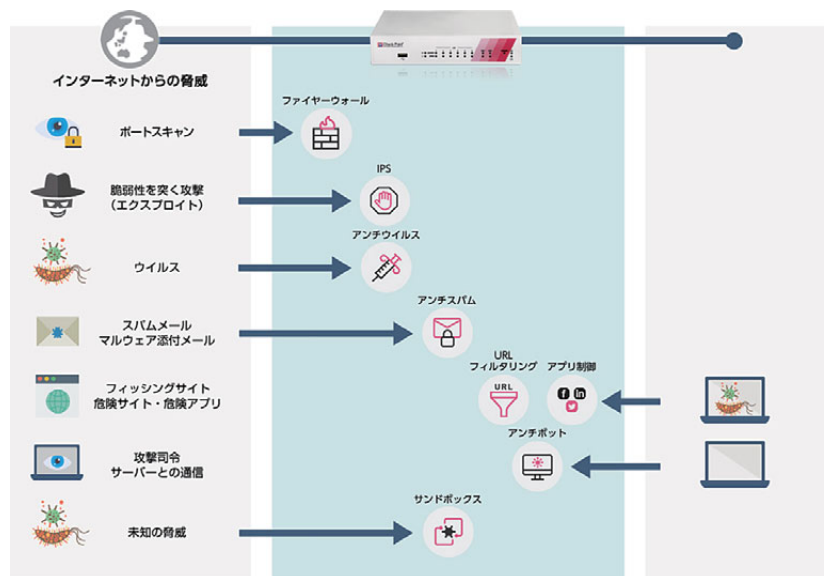 Check Point
インターネットからの脅威
ファイヤーウォール
ポートスキャン
IPS
脆弱性を突く攻撃
（エクスプロイト）
アンチウイルス
ウイルス
アンチスパム
スパムメール
マルウェア添付メール
URL
フィルタリング
アプリ制御
URL
フィッシングサイト
危険サイト・危険アプリ
アンチボット
攻撃司令
サーバーとの通信
サンドボックス
未知の脅威